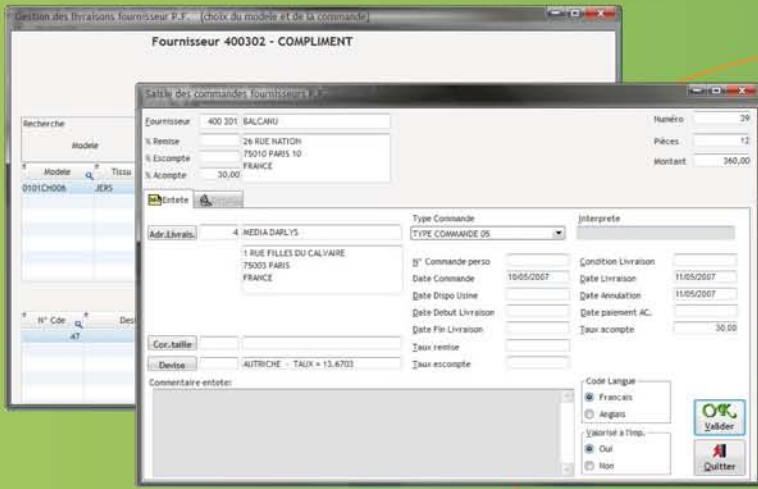 Gestion des livraisons fournisseur P.F. (choix du modele et de la commande)
Fournisseur 400302 - COMPLIMENT
Recherche
Modele
Modele Tissu
0101CH006 JERS
N° Cde Des
47
Saisie des commandes fournisseurs P.F.
Fournisseur 400 301 BALCANU
% Remise
% Escompte
% Acompte 30,00
26 RUE NATION
75010 PARIS 10
FRANCE
Numéro 39
Pièces 12
Montant 360,00
Entete
Adr.Livrais. 4 MEDIA DARLYS
1 RUE FILLES DU CALVAIRE
75003 PARIS
FRANCE
Cor.taille
Devise AUTRICHE - TAUX = 13.6703
Type Commande
TYPE COMMANDE 05
Interprete
N° Commande perso
Date Commande 10/05/2007
Date Dispo Usine
Date Debut Livraison
Date Fin Livraison
Taux remise
Taux escompte
Condition Livraison
Date Livraison 11/05/2007
Date Annulation 11/05/2007
Date paiement AC.
Taux acompte 30,00
Commentaire entete:
Code Langue
Francais
Anglais
Valorisé a l'imp.
Oui
Non
OK
Valider
Quitter